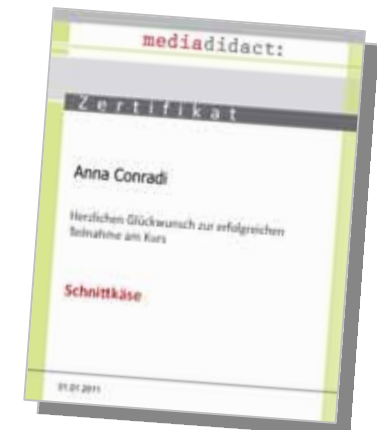 mediadidact:
Zertifikat
Anna Conradi
Herzlichen Glückwunsch zur erfolgreichen
Teilnahme am Kurs
Schnittkäse
01.01.2011